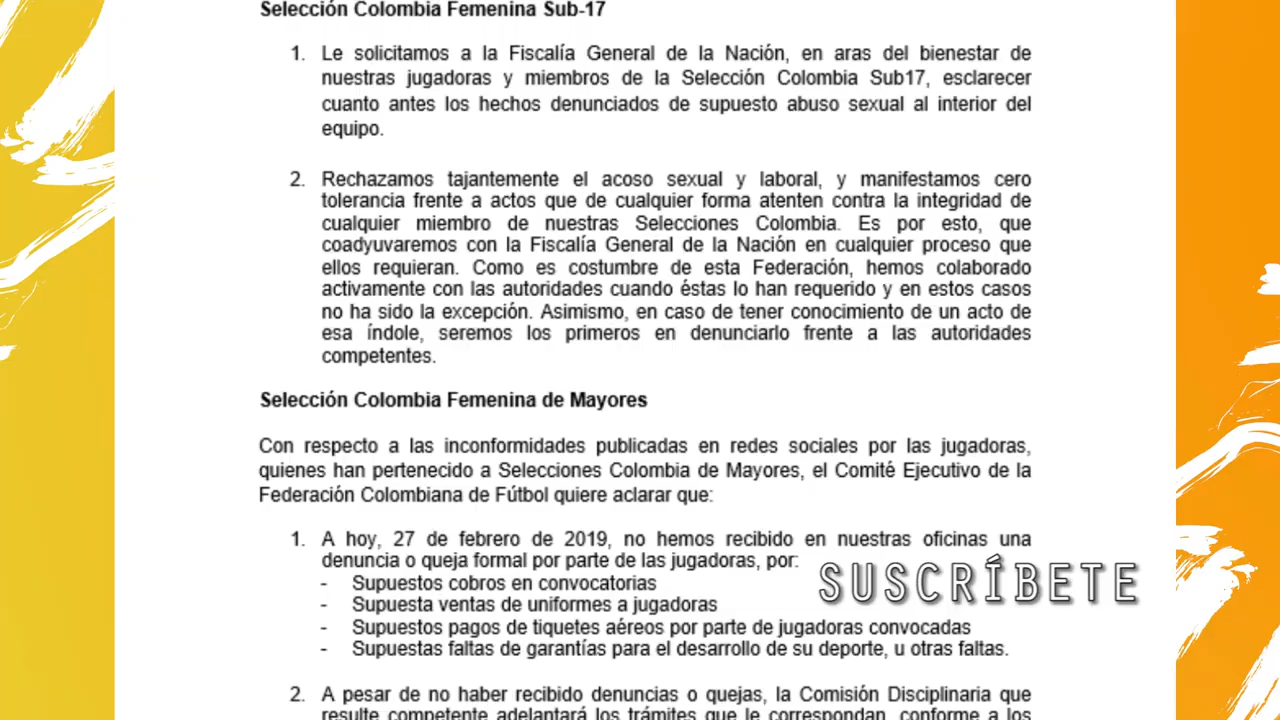 Selección Colombia Femenina Sub-17
1. Le solicitamos a la Fiscalía General de la Nación, en aras del bienestar de
nuestras jugadoras y miembros de la Selección Colombia Sub17, esclarecer
cuanto antes los hechos denunciados de supuesto abuso sexual al interior del
equipo.
2. Rechazamos tajantemente el acoso sexual y laboral, y manifestamos cero
tolerancia frente a actos que de cualquier forma atenten contra la integridad de
cualquier miembro de nuestras Selecciones Colombia. Es por esto, que
coadyuvaremos con la Fiscalía General de la Nación en cualquier proceso que
ellos requieran. Como es costumbre de esta Federación, hemos colaborado
activamente con las autoridades cuando éstas lo han requerido y en estos casos
no ha sido la excepción. Asimismo, en caso de tener conocimiento de un acto de
esa índole, seremos los primeros en denunciarlo frente a las autoridades
competentes.
Selección Colombia Femenina de Mayores
Con respecto a las inconformidades publicadas en redes sociales por las jugadoras,
quienes han pertenecido a Selecciones Colombia de Mayores, el Comité Ejecutivo de la
Federación Colombiana de Fútbol quiere aclarar que:
1. A hoy, 27 de febrero de 2019, no hemos recibido en nuestras oficinas una
denuncia o queja formal por parte de las jugadoras, por:
- Supuestos cobros en convocatorias
- Supuesta ventas de uniformes a jugadoras
- Supuestos pagos de tiquetes aéreos por parte de jugadoras convocadas
- Supuestas faltas de garantías para el desarrollo de su deporte, u otras faltas.
SUSCRÍBETE
2. A pesar de no haber recibido denuncias o quejas, la Comisión Disciplinaria que
resulte competente adelantará los trámites que le correspondan, conforme a los